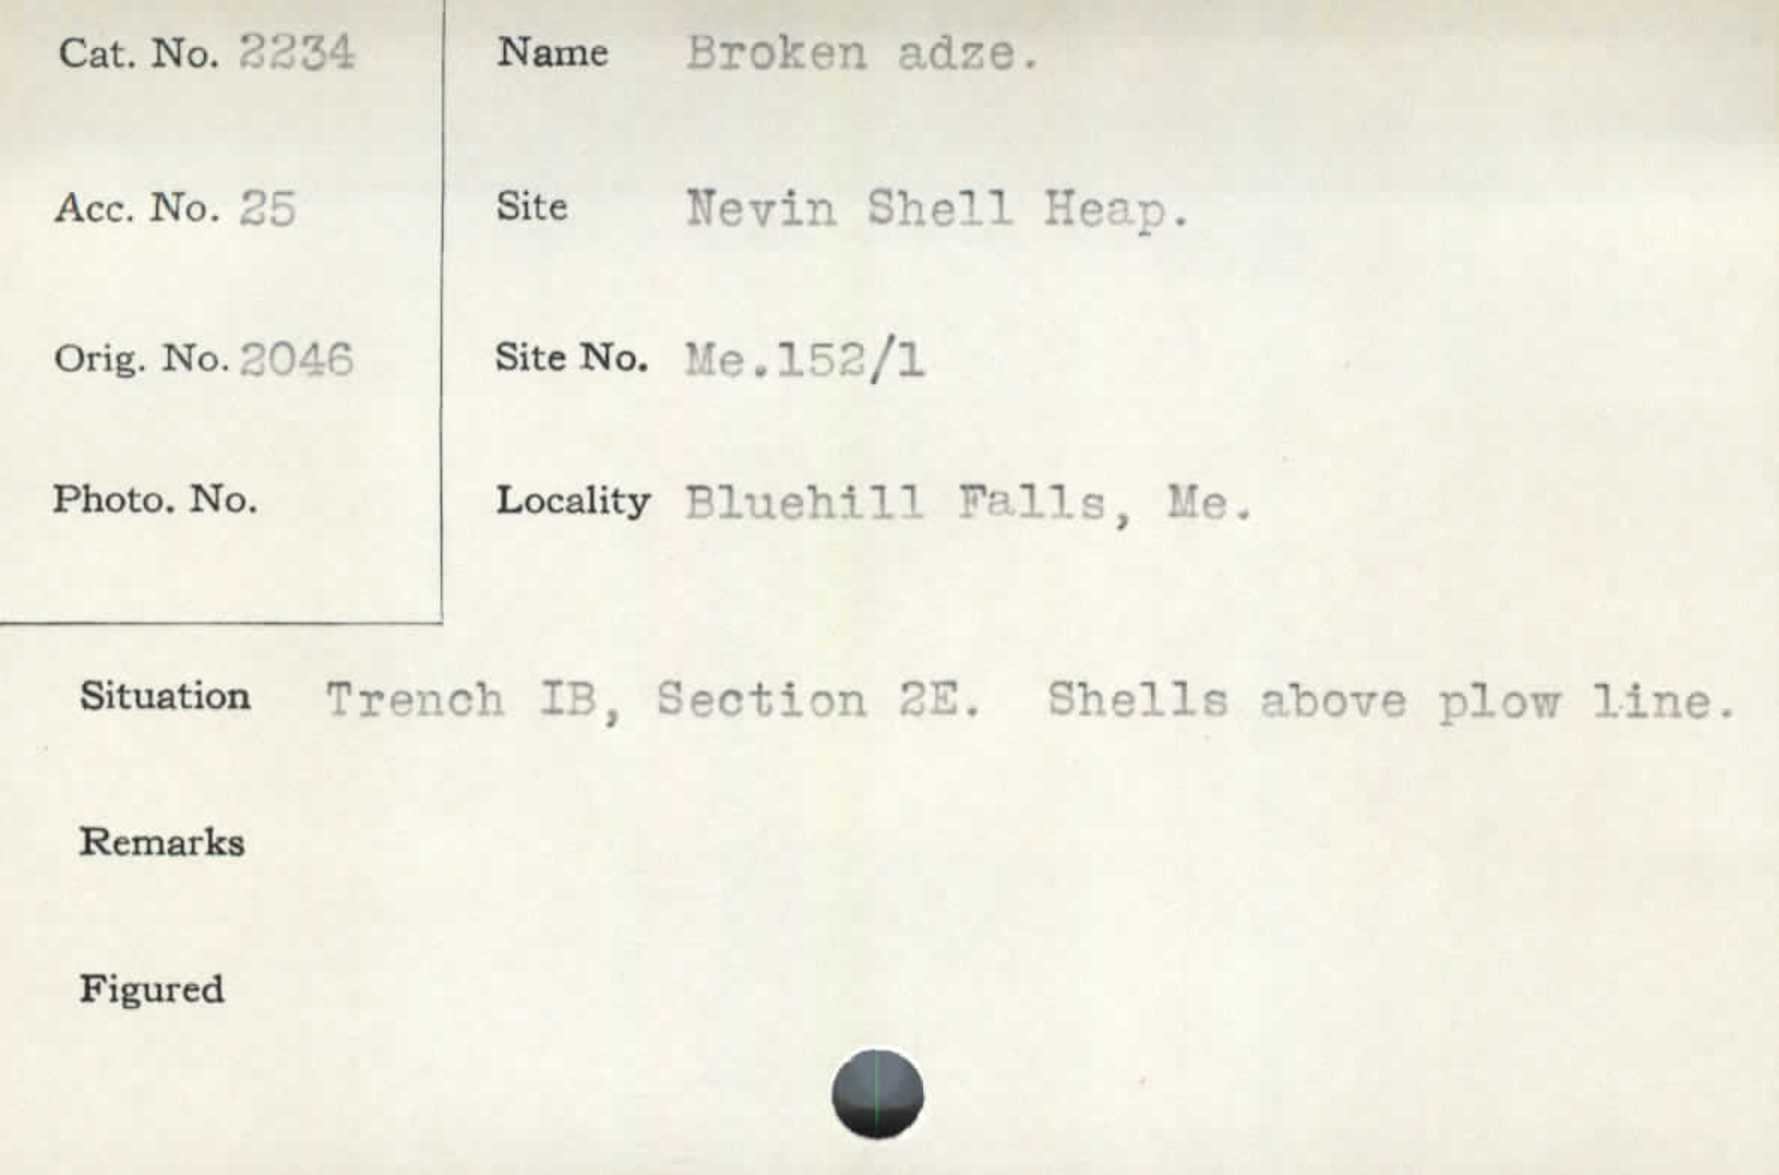 Cat. No. 2234
Acc. No. 25
Orig. No. 2046
Photo. No.
Name Broken adze.
Site Nevin Shell Heap.
Site No. Me.152/1
Locality Bluehill Falls, Me.
Situation Trench IB, Section 2E. Shells above plow line.
Remarks
Figured